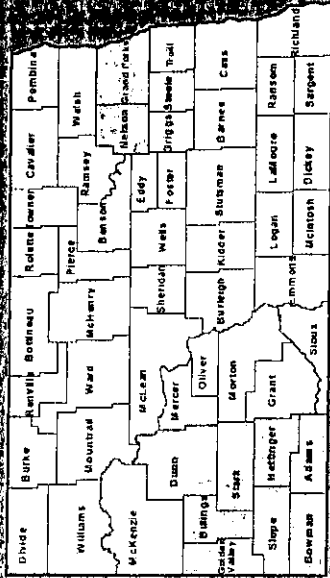 Divide
Burke
Renville
Bottineau
Rolette
Towner
Cavalier
Pembina
Williams
Mountrail
Ward
McHenry
Pierce
Benson
Ramsey
Walsh
Nelson
Grand Forks
McKenzie
Dunn
McLean
Mercer
Sheridan
Wells
Eddy
Foster
Griggs
Steele
Traill
Golden
Valley
Billings
Stark
Oliver
Morton
Burleigh
Kidder
Stutsman
Barnes
Cass
Slope
Hettinger
Grant
Emmons
Logan
LaMoure
Ransom
Richland
Bowman
Adams
Sioux
McIntosh
Dickey
Sargent